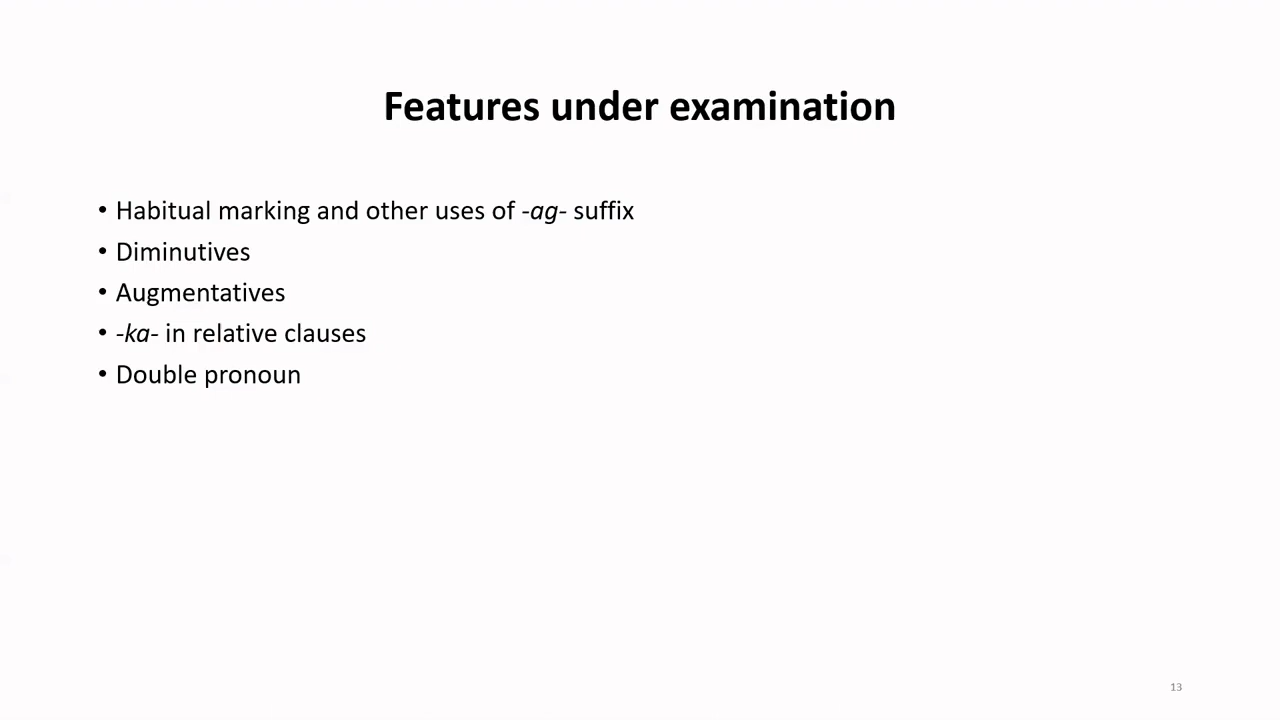 Features under examination
• Habitual marking and other uses of -ag- suffix
• Diminutives
• Augmentatives
• -ka- in relative clauses
• Double pronoun
13